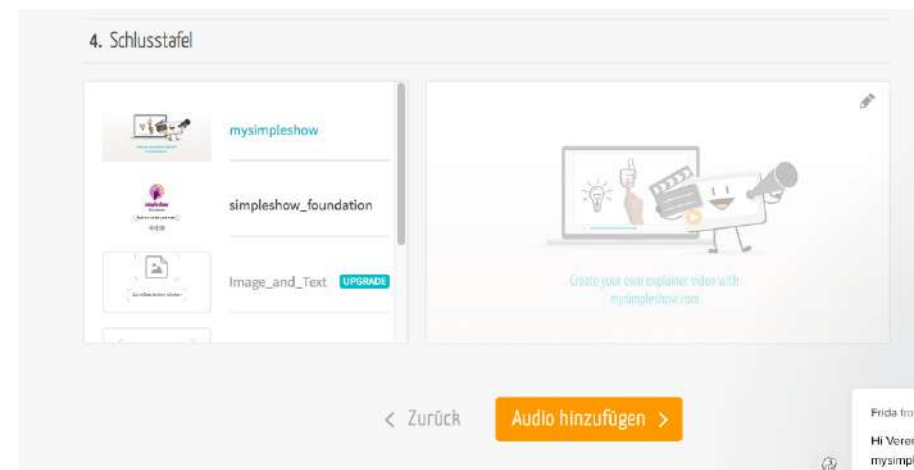 4. Schlusstafel
mysimpleshow
simpleshow_foundation
Image_and_Text UPGRADE
Create your own explainer video with
mysimpleshow.com
< Zurück
Audio hinzufügen >
Frida fro
Hi Veren
mysimpl